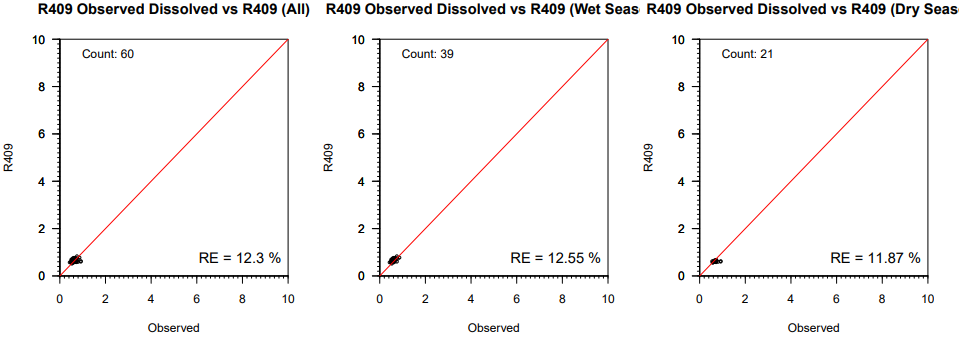 R409 Observed Dissolved vs R409 (All)
Count: 60
R409
10
8
6
4
2
0
RE = 12.3 %
0 2 4 6 8 10
Observed
R409 Observed Dissolved vs R409 (Wet Seas
Count: 39
R409
10
8
6
4
2
0
RE = 12.55 %
0 2 4 6 8 10
Observed
R409 Observed Dissolved vs R409 (Dry Seas
Count: 21
R409
10
8
6
4
2
0
RE = 11.87 %
0 2 4 6 8 10
Observed